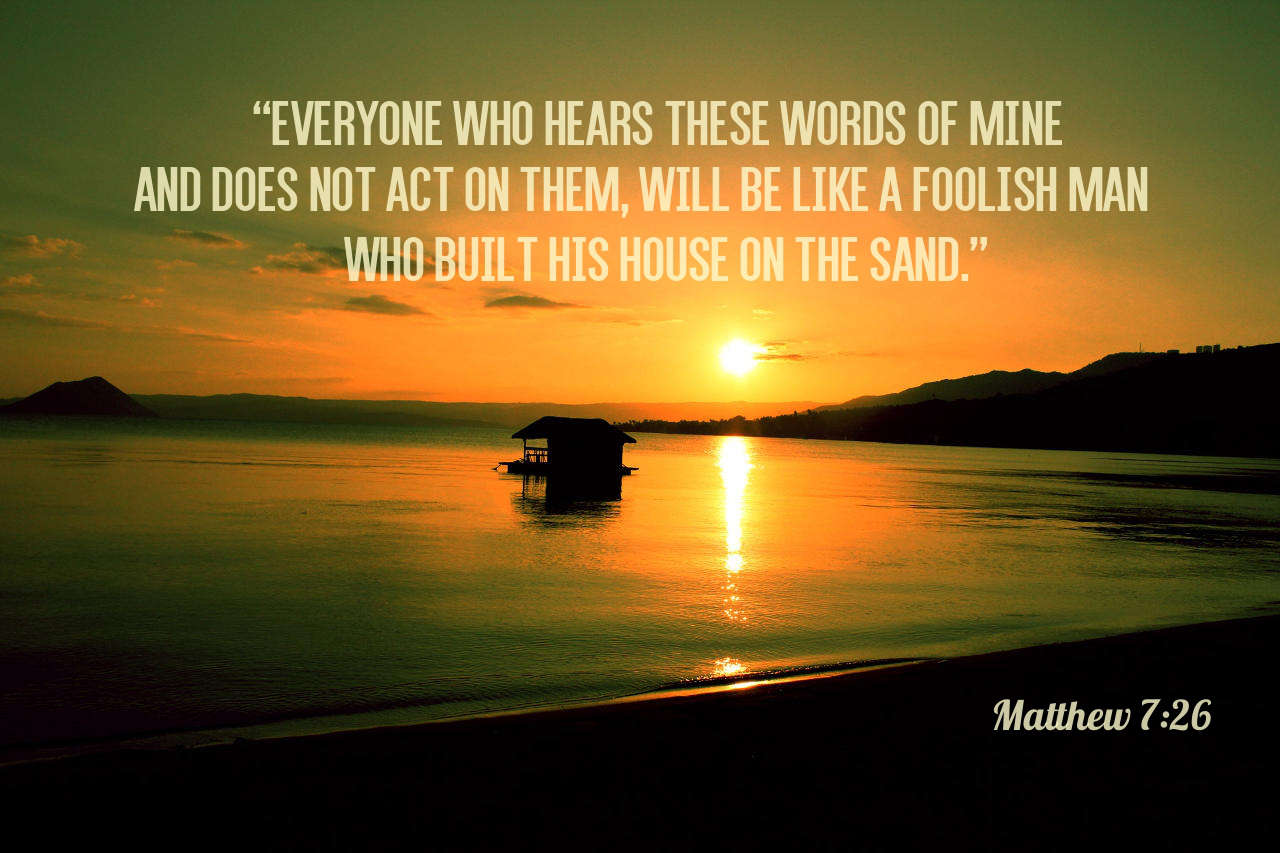 “EVERYONE WHO HEARS THESE WORDS OF MINE
AND DOES NOT ACT ON THEM, WILL BE LIKE A FOOLISH MAN
WHO BUILT HIS HOUSE ON THE SAND.”
Matthew 7:26